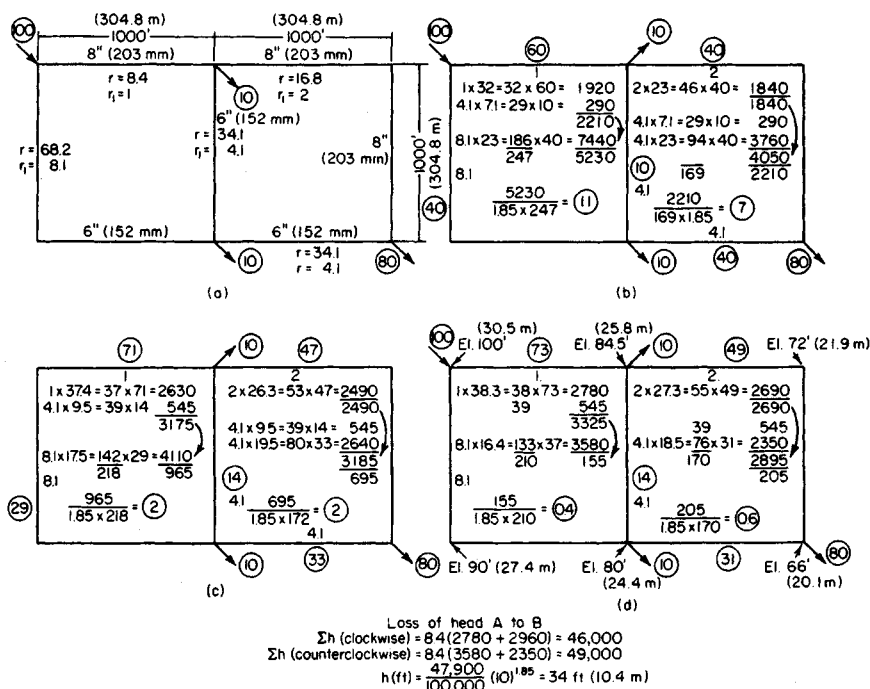 (304.8 m) (304.8 m)
1000' 1000'
8" (203 mm) 8" (203 mm)
100
r = 8.4
r₁ = 1
r = 16.8
r₁ = 2
10
6" (152 mm)
r = 34.1
r₁ = 4.1
r = 68.2
r₁ = 8.1
8"
(203 mm)
1000'
(304.8 m)
6" (152 mm) 6" (152 mm)
r = 34.1
r = 4.1
10
80
(a)
100
60
10
40
1
1 x 32 = 32 x 60 = 1920
4.1 x 7.1 = 29 x 10 = 290
2210
8.1 x 23 = 186 x 40 = 7440
247 5230
8.1
40
5230
1.85 x 247 = 11
2
2 x 23 = 46 x 40 = 1840
1840
4.1 x 7.1 = 29 x 10 = 290
4.1 x 23 = 94 x 40 = 3760
10 169 4050
2210
4.1
2210
169 x 1.85 = 7
4.1
10
40
80
(b)
71
10
47
1
1 x 37.4 = 37 x 71 = 2630
4.1 x 9.5 = 39 x 14 545
3175
8.1 x 17.5 = 142 x 29 = 4110
218 965
8.1
29
965
1.85 x 218 = 2
2
2 x 26.3 = 53 x 47 = 2490
2490
4.1 x 9.5 = 39 x 14 = 545
4.1 x 19.5 = 80 x 33 = 2640
3185
14 695
4.1
695
1.85 x 172 = 2
4.1
10
33
80
(c)
100
(30.5 m)
El. 100'
73
(25.8 m)
El. 84.5'
10
49
El. 72' (21.9 m)
1.
1 x 38.3 = 38 x 73 = 2780
39 545
3325
8.1 x 16.4 = 133 x 37 = 3580
210 155
8.1
155
1.85 x 210 = 04
2.
2 x 27.3 = 55 x 49 = 2690
2690
39 545
4.1 x 18.5 = 76 x 31 = 2350
170 2895
14 205
4.1
205
1.85 x 170 = 06
El. 90' (27.4 m)
El. 80'
(24.4 m)
10
31
El. 66'
(20.1 m)
80
(d)
Loss of head A to B
Σh (clockwise) = 84 (2780 + 2960) = 46,000
Σh (counterclockwise) = 84 (3580 + 2350) = 49,000
h (ft) = 47,900
100,000 (10)^1.85 = 34 ft (10.4 m)